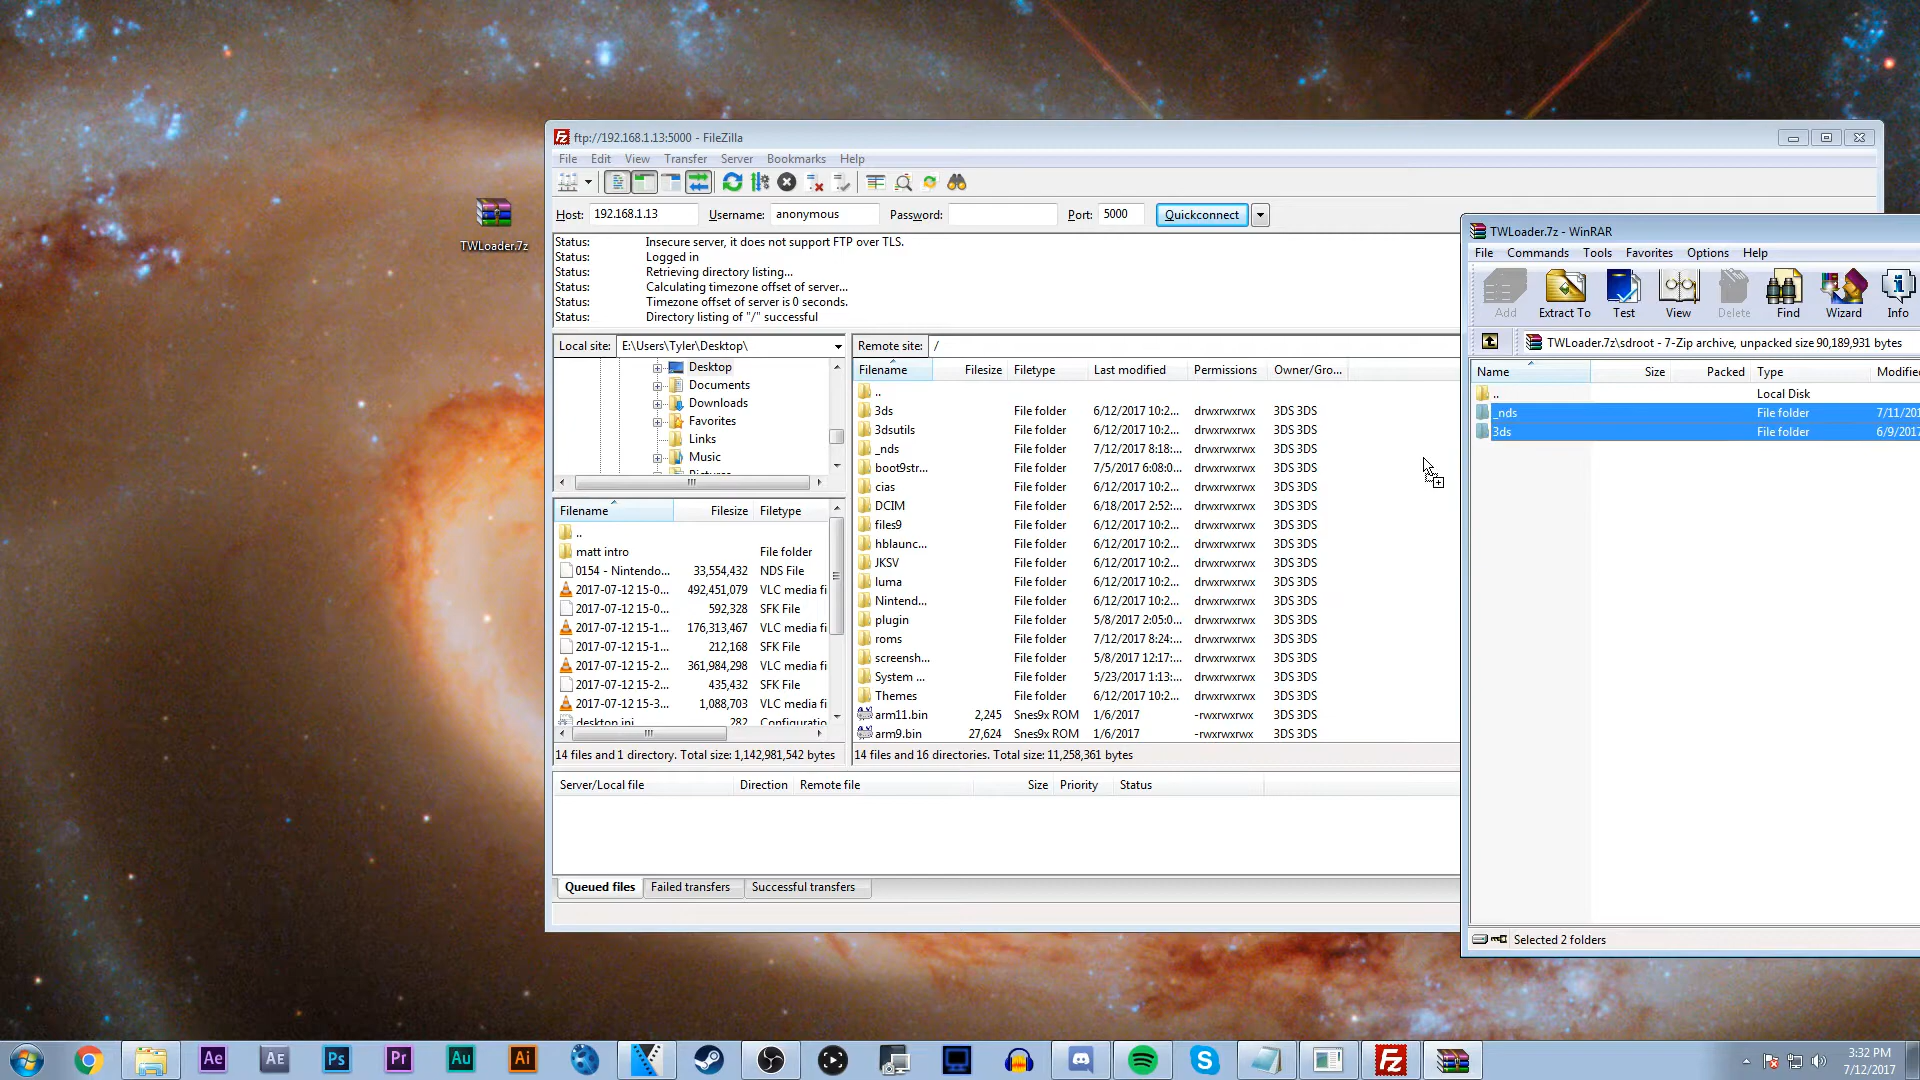 TWLoader.7z
ftp://192.168.1.13:5000 - FileZilla
File Edit View Transfer Server Bookmarks Help
Host: 192.168.1.13 Username: anonymous Password: Port: 5000 Quickconnect
Status: Insecure server, it does not support FTP over TLS.
Status: Logged in
Status: Retrieving directory listing...
Status: Calculating timezone offset of server...
Status: Timezone offset of server is 0 seconds.
Status: Directory listing of "/" successful
Local site: E:\Users\Tyler\Desktop\
Desktop
Documents
Downloads
Favorites
Links
Music
Filename Filesize Filetype
..
matt intro File folder
0154 - Nintendo... 33,554,432 NDS File
2017-07-12 15-0... 492,451,079 VLC media fi
2017-07-12 15-0... 592,328 SFK File
2017-07-12 15-1... 176,313,467 VLC media fi
2017-07-12 15-1... 212,168 SFK File
2017-07-12 15-2... 361,984,298 VLC media fi
2017-07-12 15-2... 435,432 SFK File
2017-07-12 15-3... 1,088,703 VLC media fi
desktop.ini 282 Configuratio
14 files and 1 directory. Total size: 1,142,981,542 bytes
Remote site: /
Filename Filesize Filetype Last modified Permissions Owner/Gro...
..
3ds File folder 6/12/2017 10:2... drwxrwxrwx 3DS 3DS
3dsutils File folder 6/12/2017 10:2... drwxrwxrwx 3DS 3DS
_nds File folder 7/12/2017 8:18:... drwxrwxrwx 3DS 3DS
boot9str... File folder 7/5/2017 6:08:0... drwxrwxrwx 3DS 3DS
cias File folder 6/12/2017 10:2... drwxrwxrwx 3DS 3DS
DCIM File folder 6/18/2017 2:52:... drwxrwxrwx 3DS 3DS
files9 File folder 6/12/2017 10:2... drwxrwxrwx 3DS 3DS
hblaunc... File folder 6/12/2017 10:2... drwxrwxrwx 3DS 3DS
JKSV File folder 6/12/2017 10:2... drwxrwxrwx 3DS 3DS
luma File folder 6/12/2017 10:2... drwxrwxrwx 3DS 3DS
Nintend... File folder 6/12/2017 10:2... drwxrwxrwx 3DS 3DS
plugin File folder 5/8/2017 2:05:0... drwxrwxrwx 3DS 3DS
roms File folder 7/12/2017 8:24:... drwxrwxrwx 3DS 3DS
screensh... File folder 5/8/2017 12:17:... drwxrwxrwx 3DS 3DS
System ... File folder 5/23/2017 1:13:... drwxrwxrwx 3DS 3DS
Themes File folder 6/12/2017 10:2... drwxrwxrwx 3DS 3DS
arm11.bin 2,245 Snes9x ROM 1/6/2017 -rwxrwxrwx 3DS 3DS
arm9.bin 27,624 Snes9x ROM 1/6/2017 -rwxrwxrwx 3DS 3DS
14 files and 16 directories. Total size: 11,258,361 bytes
Server/Local file Direction Remote file Size Priority Status
Queued files Failed transfers Successful transfers
TWLoader.7z - WinRAR
File Commands Tools Favorites Options Help
Add Extract To Test View Delete Find Wizard Info
TWLoader.7z\sdroot - 7-Zip archive, unpacked size 90,189,931 bytes
Name Size Packed Type Modified
.. Local Disk
_nds File folder 7/11/201
3ds File folder 6/9/2017
Selected 2 folders
Ae AE Ps Pr Au Ai
3:32 PM
7/12/2017